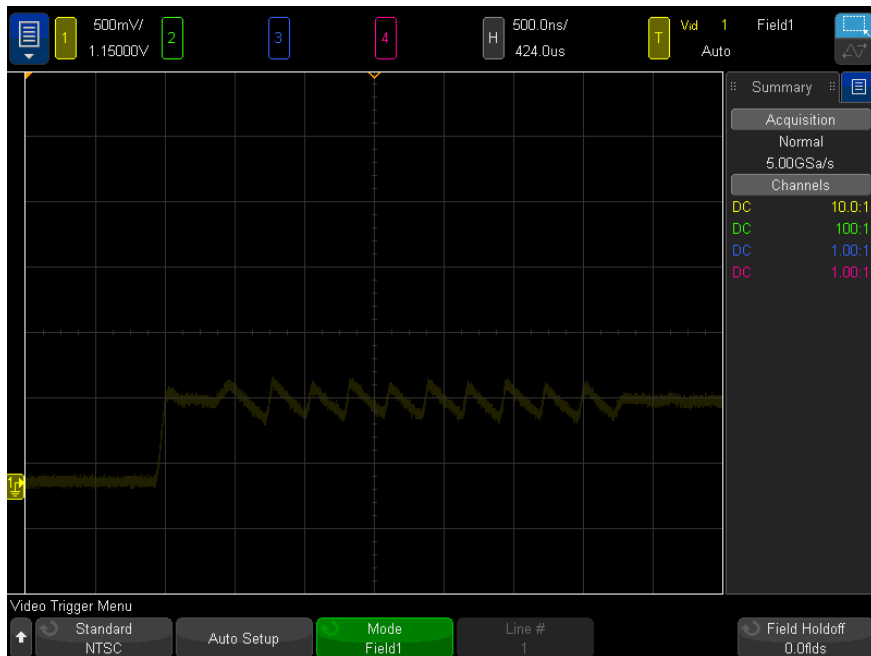 1
500mV/
1.15000V
2
3
4
H
500.0ns/
424.0us
T
Vid 1 Field1
Auto
Summary
Acquisition
Normal
5.00GSa/s
Channels
DC 10.0:1
DC 100:1
DC 1.00:1
DC 1.00:1
1
Video Trigger Menu
Standard
NTSC
Auto Setup
Mode
Field1
Line #
1
Field Holdoff
0.0flds